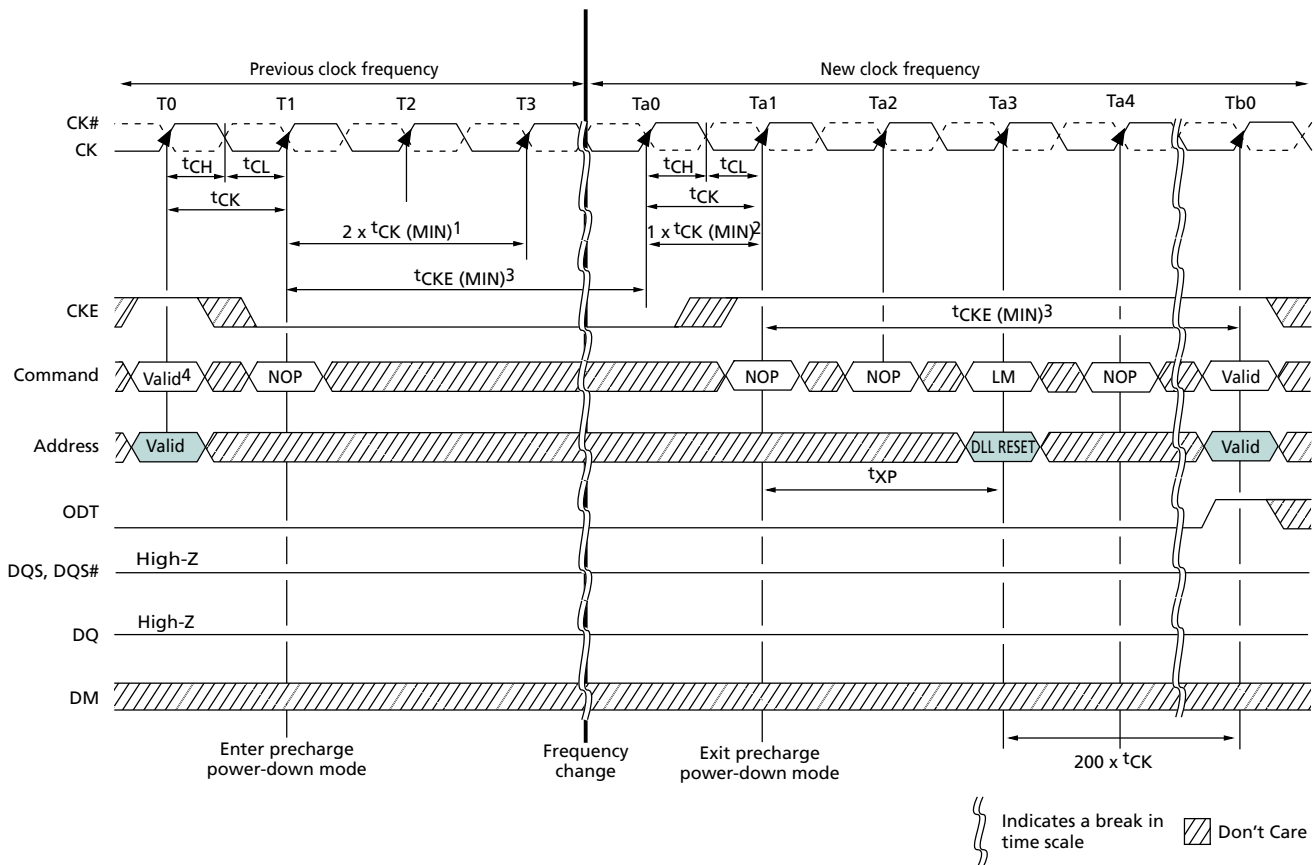 Previous clock frequency
New clock frequency
T0 T1 T2 T3 Ta0 Ta1 Ta2 Ta3 Ta4 Tb0
CK#
CK
tCH tCL tCH tCL
tCK tCK
2 x tCK (MIN)1 1 x tCK (MIN)2
tCKE (MIN)3
CKE
tCKE (MIN)3
Command Valid4 NOP NOP NOP LM NOP Valid
Address Valid DLL RESET Valid
tXP
ODT
DQS, DQS# High-Z
DQ High-Z
DM
Enter precharge
power-down mode
Frequency
change
Exit precharge
power-down mode
200 x tCK
Indicates a break in
time scale
Don't Care